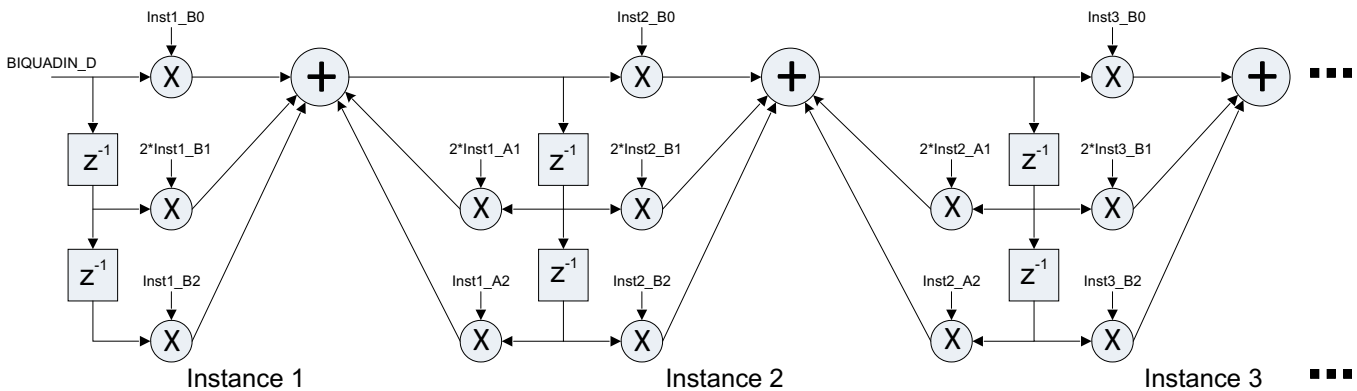 Inst1_B0
Inst2_B0
Inst3_B0
BIQUADIN_D
X
+
X
+
X
+
z-1
2*Inst1_B1
2*Inst1_A1
z-1
2*Inst2_B1
2*Inst2_A1
z-1
2*Inst3_B1
X
X
X
X
X
z-1
Inst1_B2
Inst1_A2
z-1
Inst2_B2
Inst2_A2
z-1
Inst3_B2
X
X
X
X
X
Instance 1
Instance 2
Instance 3